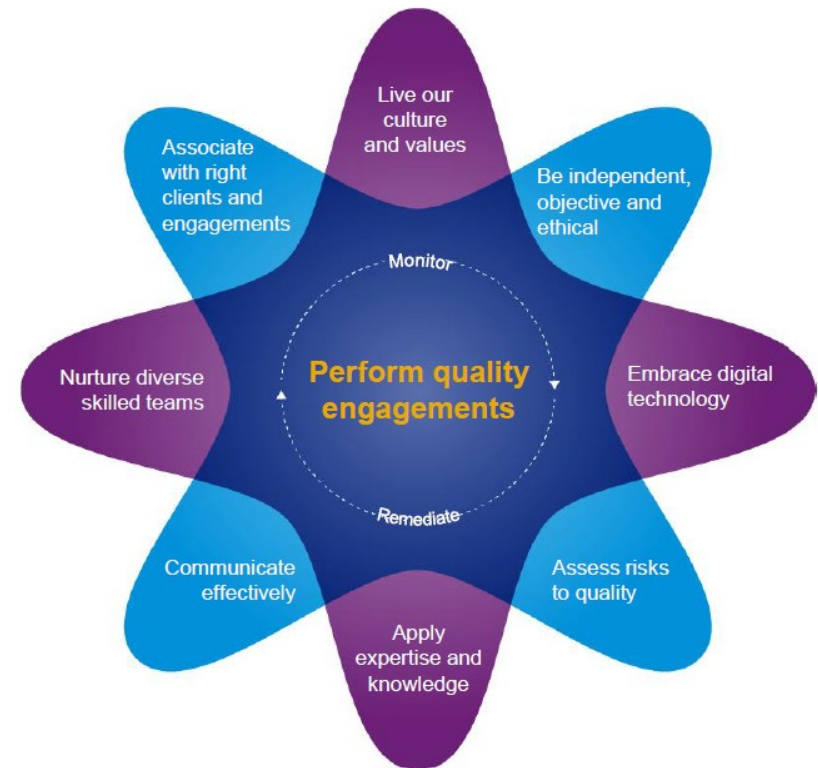 Live our
culture
and values
Be independent,
objective and
ethical
Embrace digital
technology
Assess risks
to quality
Apply
expertise and
knowledge
Communicate
effectively
Nurture diverse
skilled teams
Associate
with right
clients and
engagements
Monitor
Perform quality
engagements
Remediate